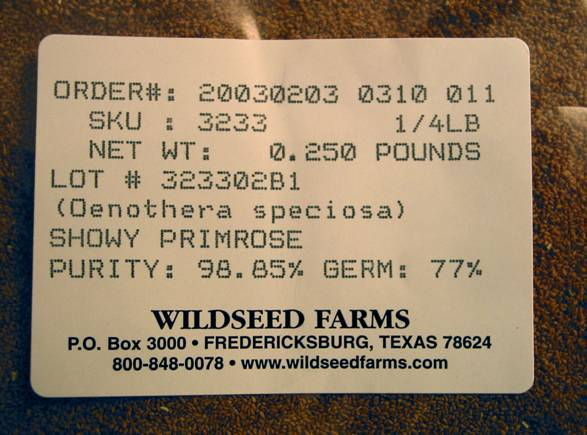 ORDER#: 20030203 0310 011
SKU : 3233 1/4LB
NET WT: 0.250 POUNDS
LOT # 323302B1
(Oenothera speciosa)
SHOWY PRIMROSE
PURITY: 98.85% GERM: 77%
WILDSEED FARMS
P.O. Box 3000 • FREDERICKSBURG, TEXAS 78624
800-848-0078 • www.wildseedfarms.com